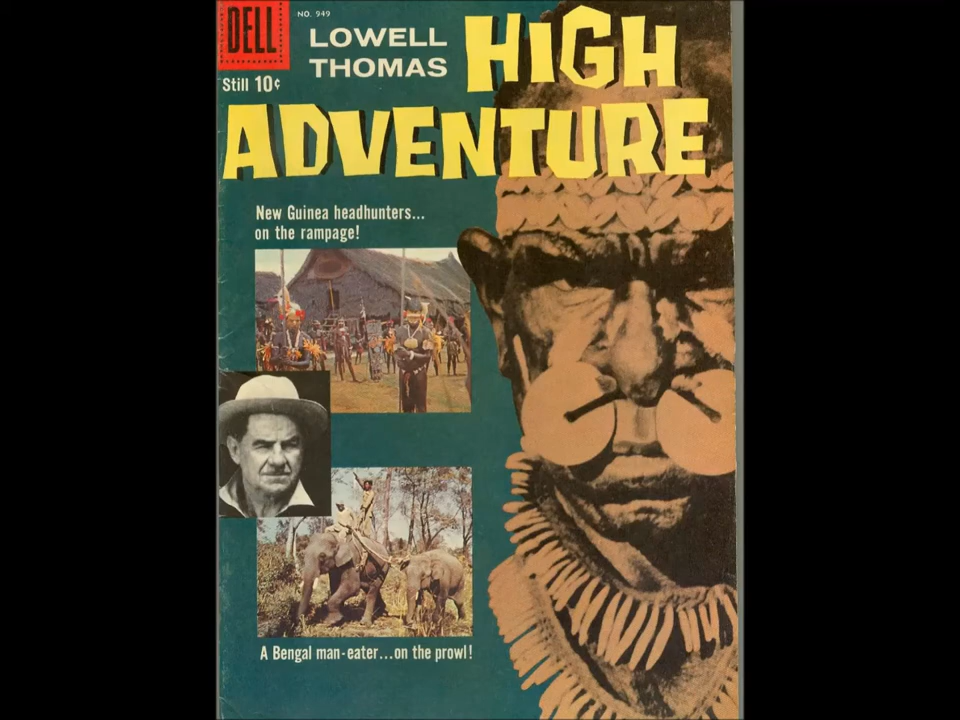 DELL
NO. 949
Still 10¢
LOWELL
THOMAS
HIGH
ADVENTURE
New Guinea headhunters...
on the rampage!
A Bengal man-eater...on the prowl!